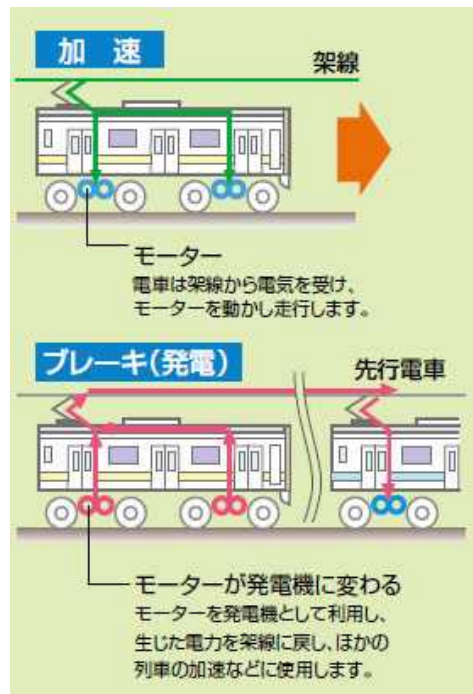 加 速
架線
モーター
電車は架線から電気を受け、
モーターを動かし走行します。
ブレーキ(発電)
先行電車
モーターが発電機に変わる
モーターを発電機として利用し、
生じた電力を架線に戻し、ほかの
列車の加速などに使用します。